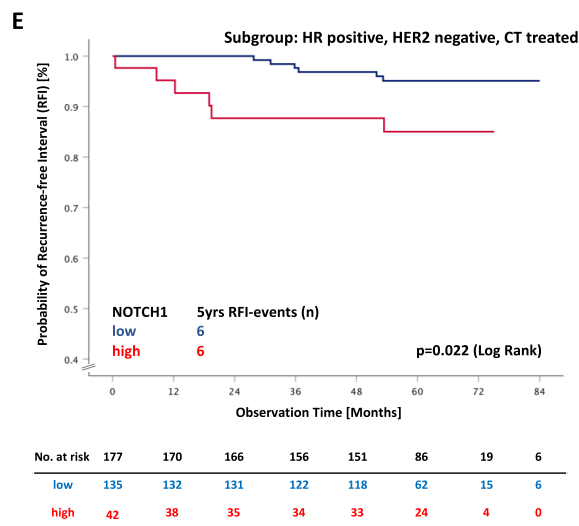 E
Subgroup: HR positive, HER2 negative, CT treated
Probability of Recurrence-free Interval (RFI) [%]
1.0
0.9
0.8
0.7
0.6
0.5
0.4
NOTCH1 5yrs RFI-events (n)
low 6
high 6
p=0.022 (Log Rank)
0 12 24 36 48 60 72 84
Observation Time [Months]
No. at risk 177 170 166 156 151 86 19 6
low 135 132 131 122 118 62 15 6
high 42 38 35 34 33 24 4 0